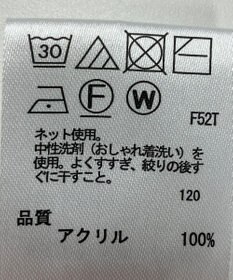 30
F W
F52T
ネット使用。
中性洗剤（おしゃれ着洗い）を
使用。よくすすぎ、絞りの後す
ぐに干すこと。
120
品質
アクリル 100%